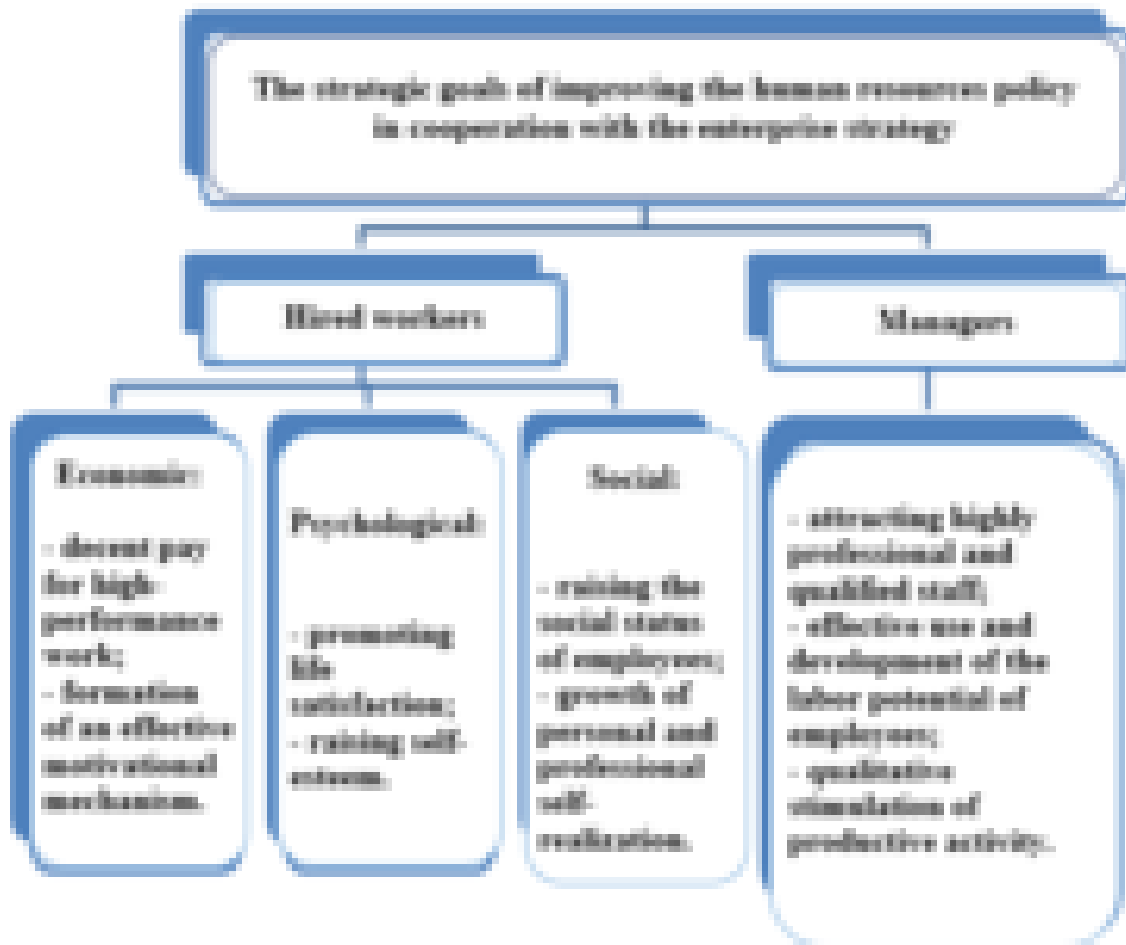 The strategic goals of improving the human resources policy
in cooperation with the enterprise strategy
Hired workers
Managers
Economic:
- decent pay
for high-
performance
work;
- formation
of an effective
motivational
mechanism.
Psychological:
- promoting
life
satisfaction;
- raising self-
esteem.
Social:
- raising the
social status
of employees;
- growth of
personal and
professional
self-
realization.
- attracting highly
professional and
qualified staff;
- effective use and
development of the
labor potential of
employees;
- qualitative
stimulation of
productive activity.